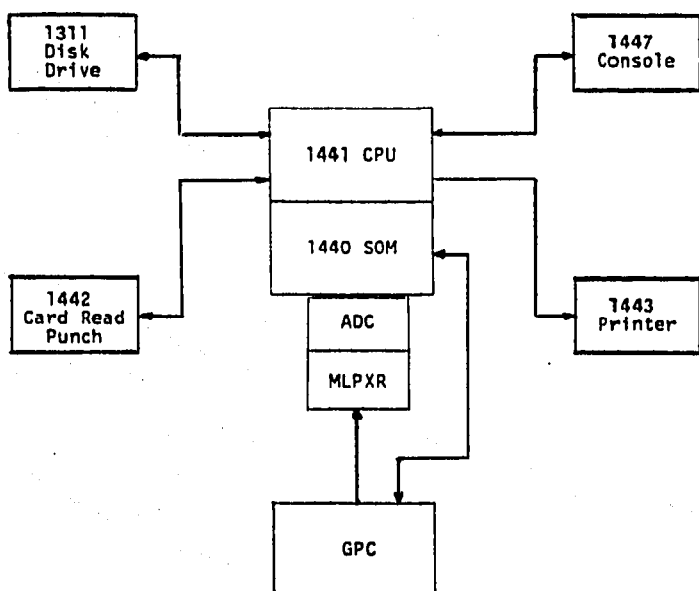 1311
Disk
Drive
1447
Console
1441 CPU
1440 SOM
1442
Card Read
Punch
1443
Printer
ADC
MLPXR
GPC